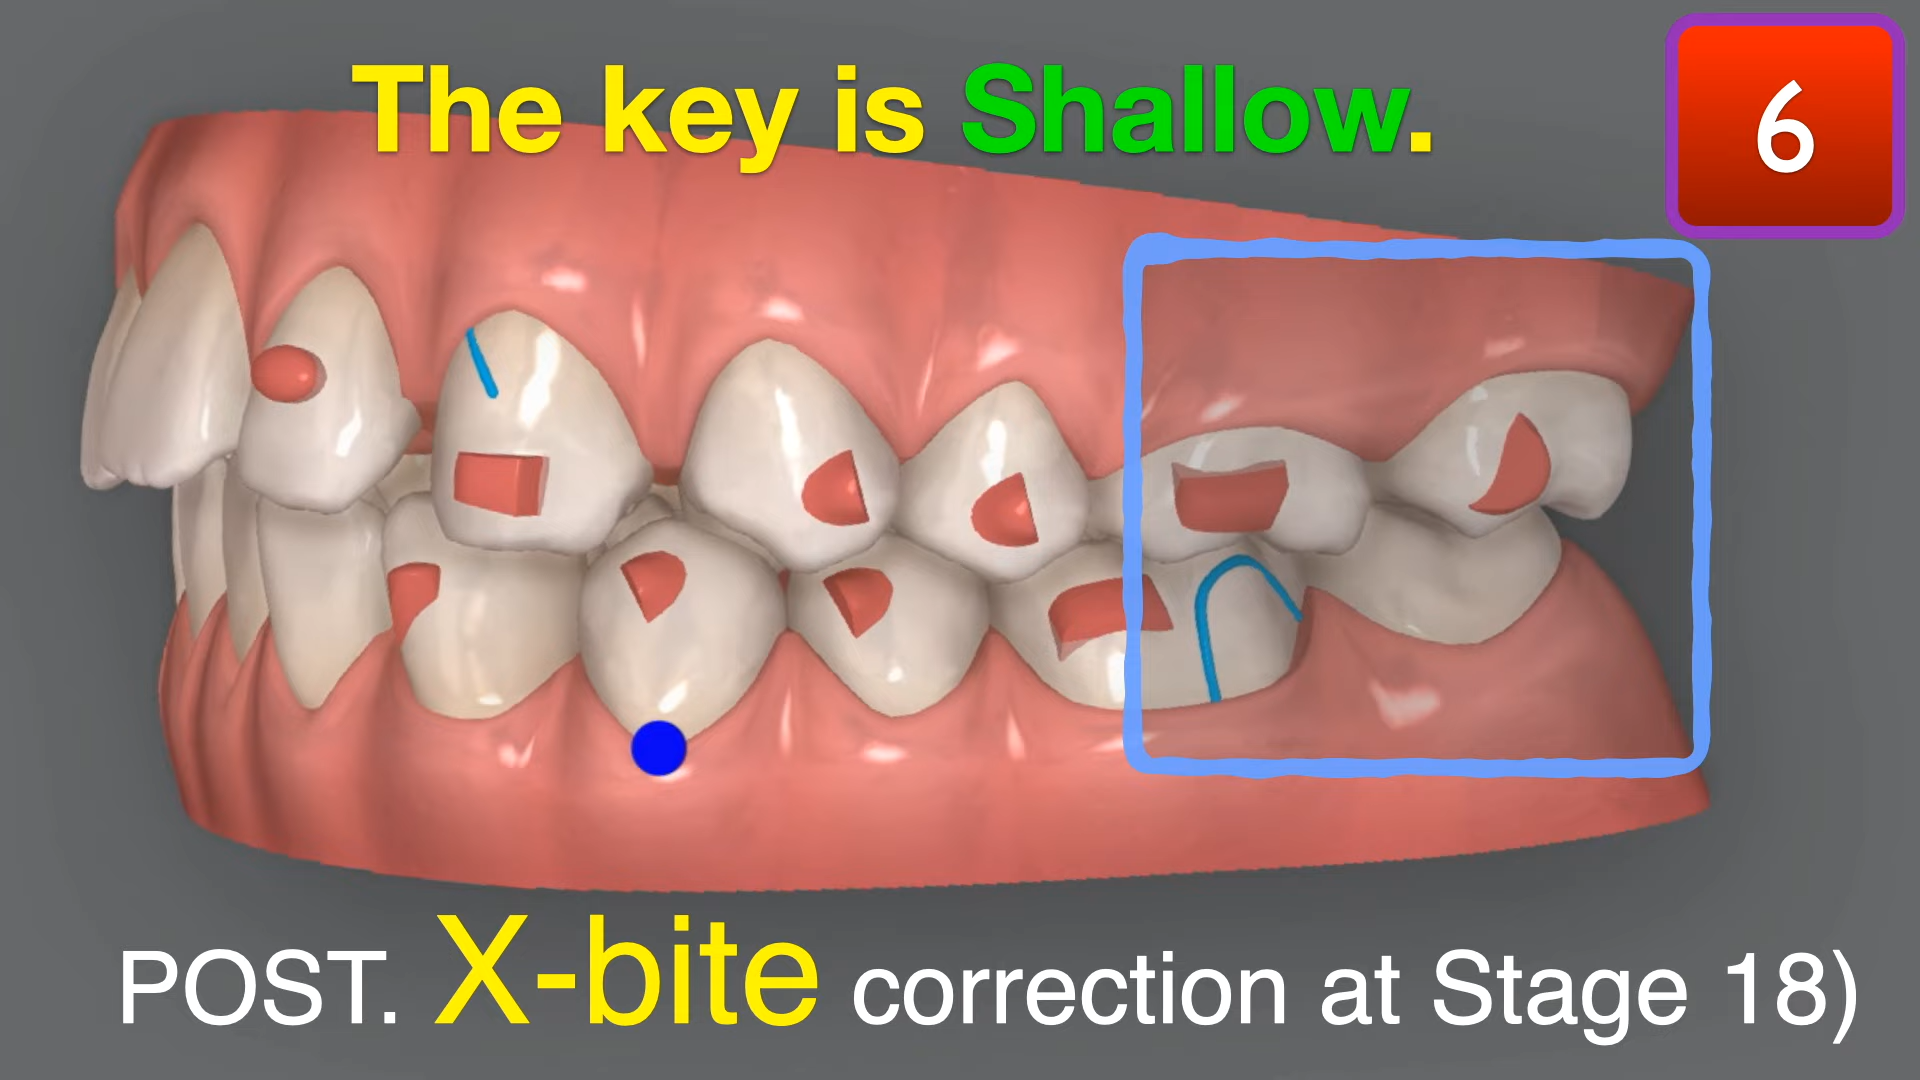 The key is Shallow.
6
POST. X-bite correction at Stage 18)